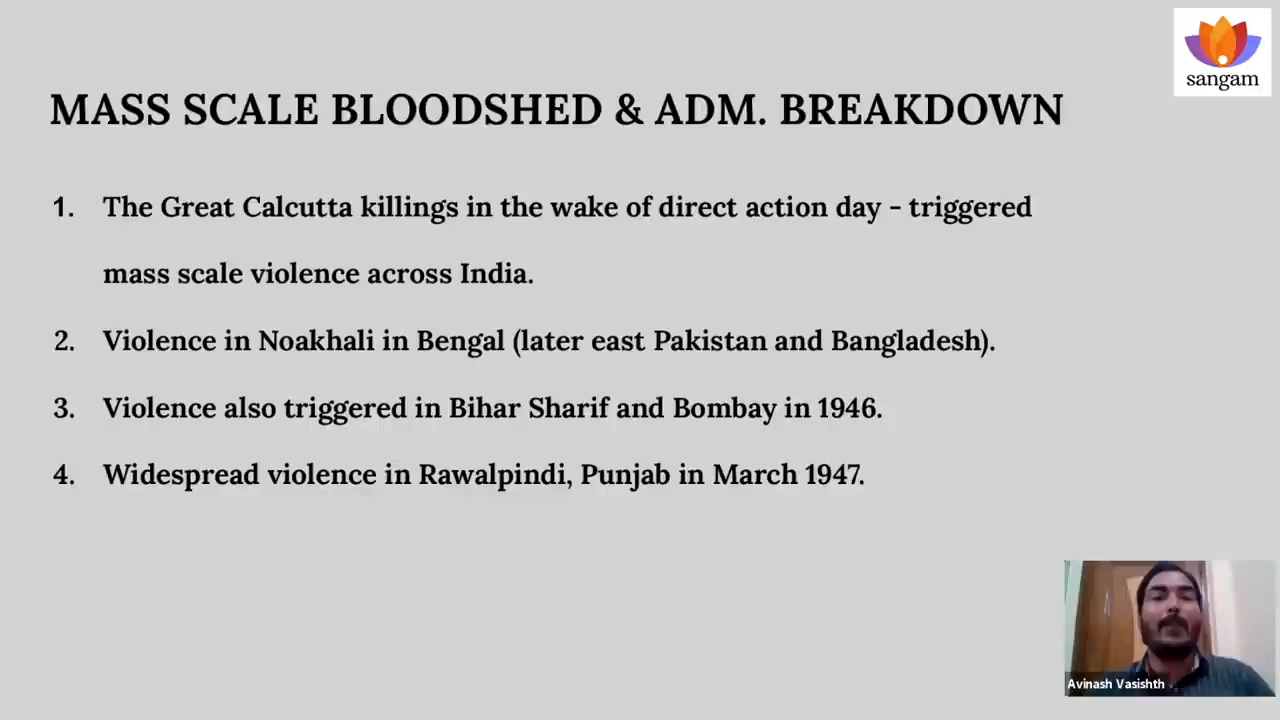 sangam
MASS SCALE BLOODSHED & ADM. BREAKDOWN
1. The Great Calcutta killings in the wake of direct action day - triggered
mass scale violence across India.
2. Violence in Noakhali in Bengal (later east Pakistan and Bangladesh).
3. Violence also triggered in Bihar Sharif and Bombay in 1946.
4. Widespread violence in Rawalpindi, Punjab in March 1947.
Avinash Vasishth